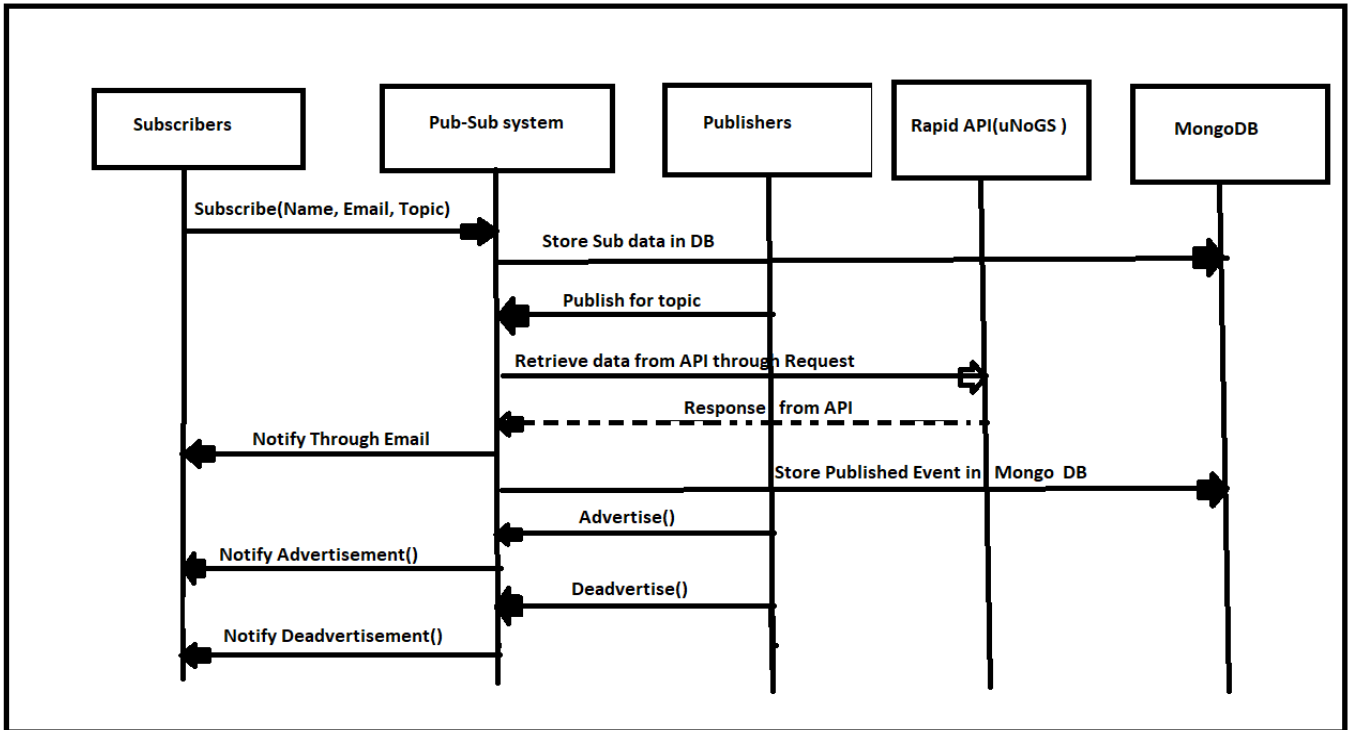 Subscribers
Pub-Sub system
Publishers
Rapid API(uNoGS )
MongoDB
Subscribe(Name, Email, Topic)
Store Sub data in DB
Publish for topic
Retrieve data from API through Request
Response from API
Notify Through Email
Store Published Event in Mongo DB
Advertise()
Notify Advertisement()
Deadvertise()
Notify Deadvertisement()